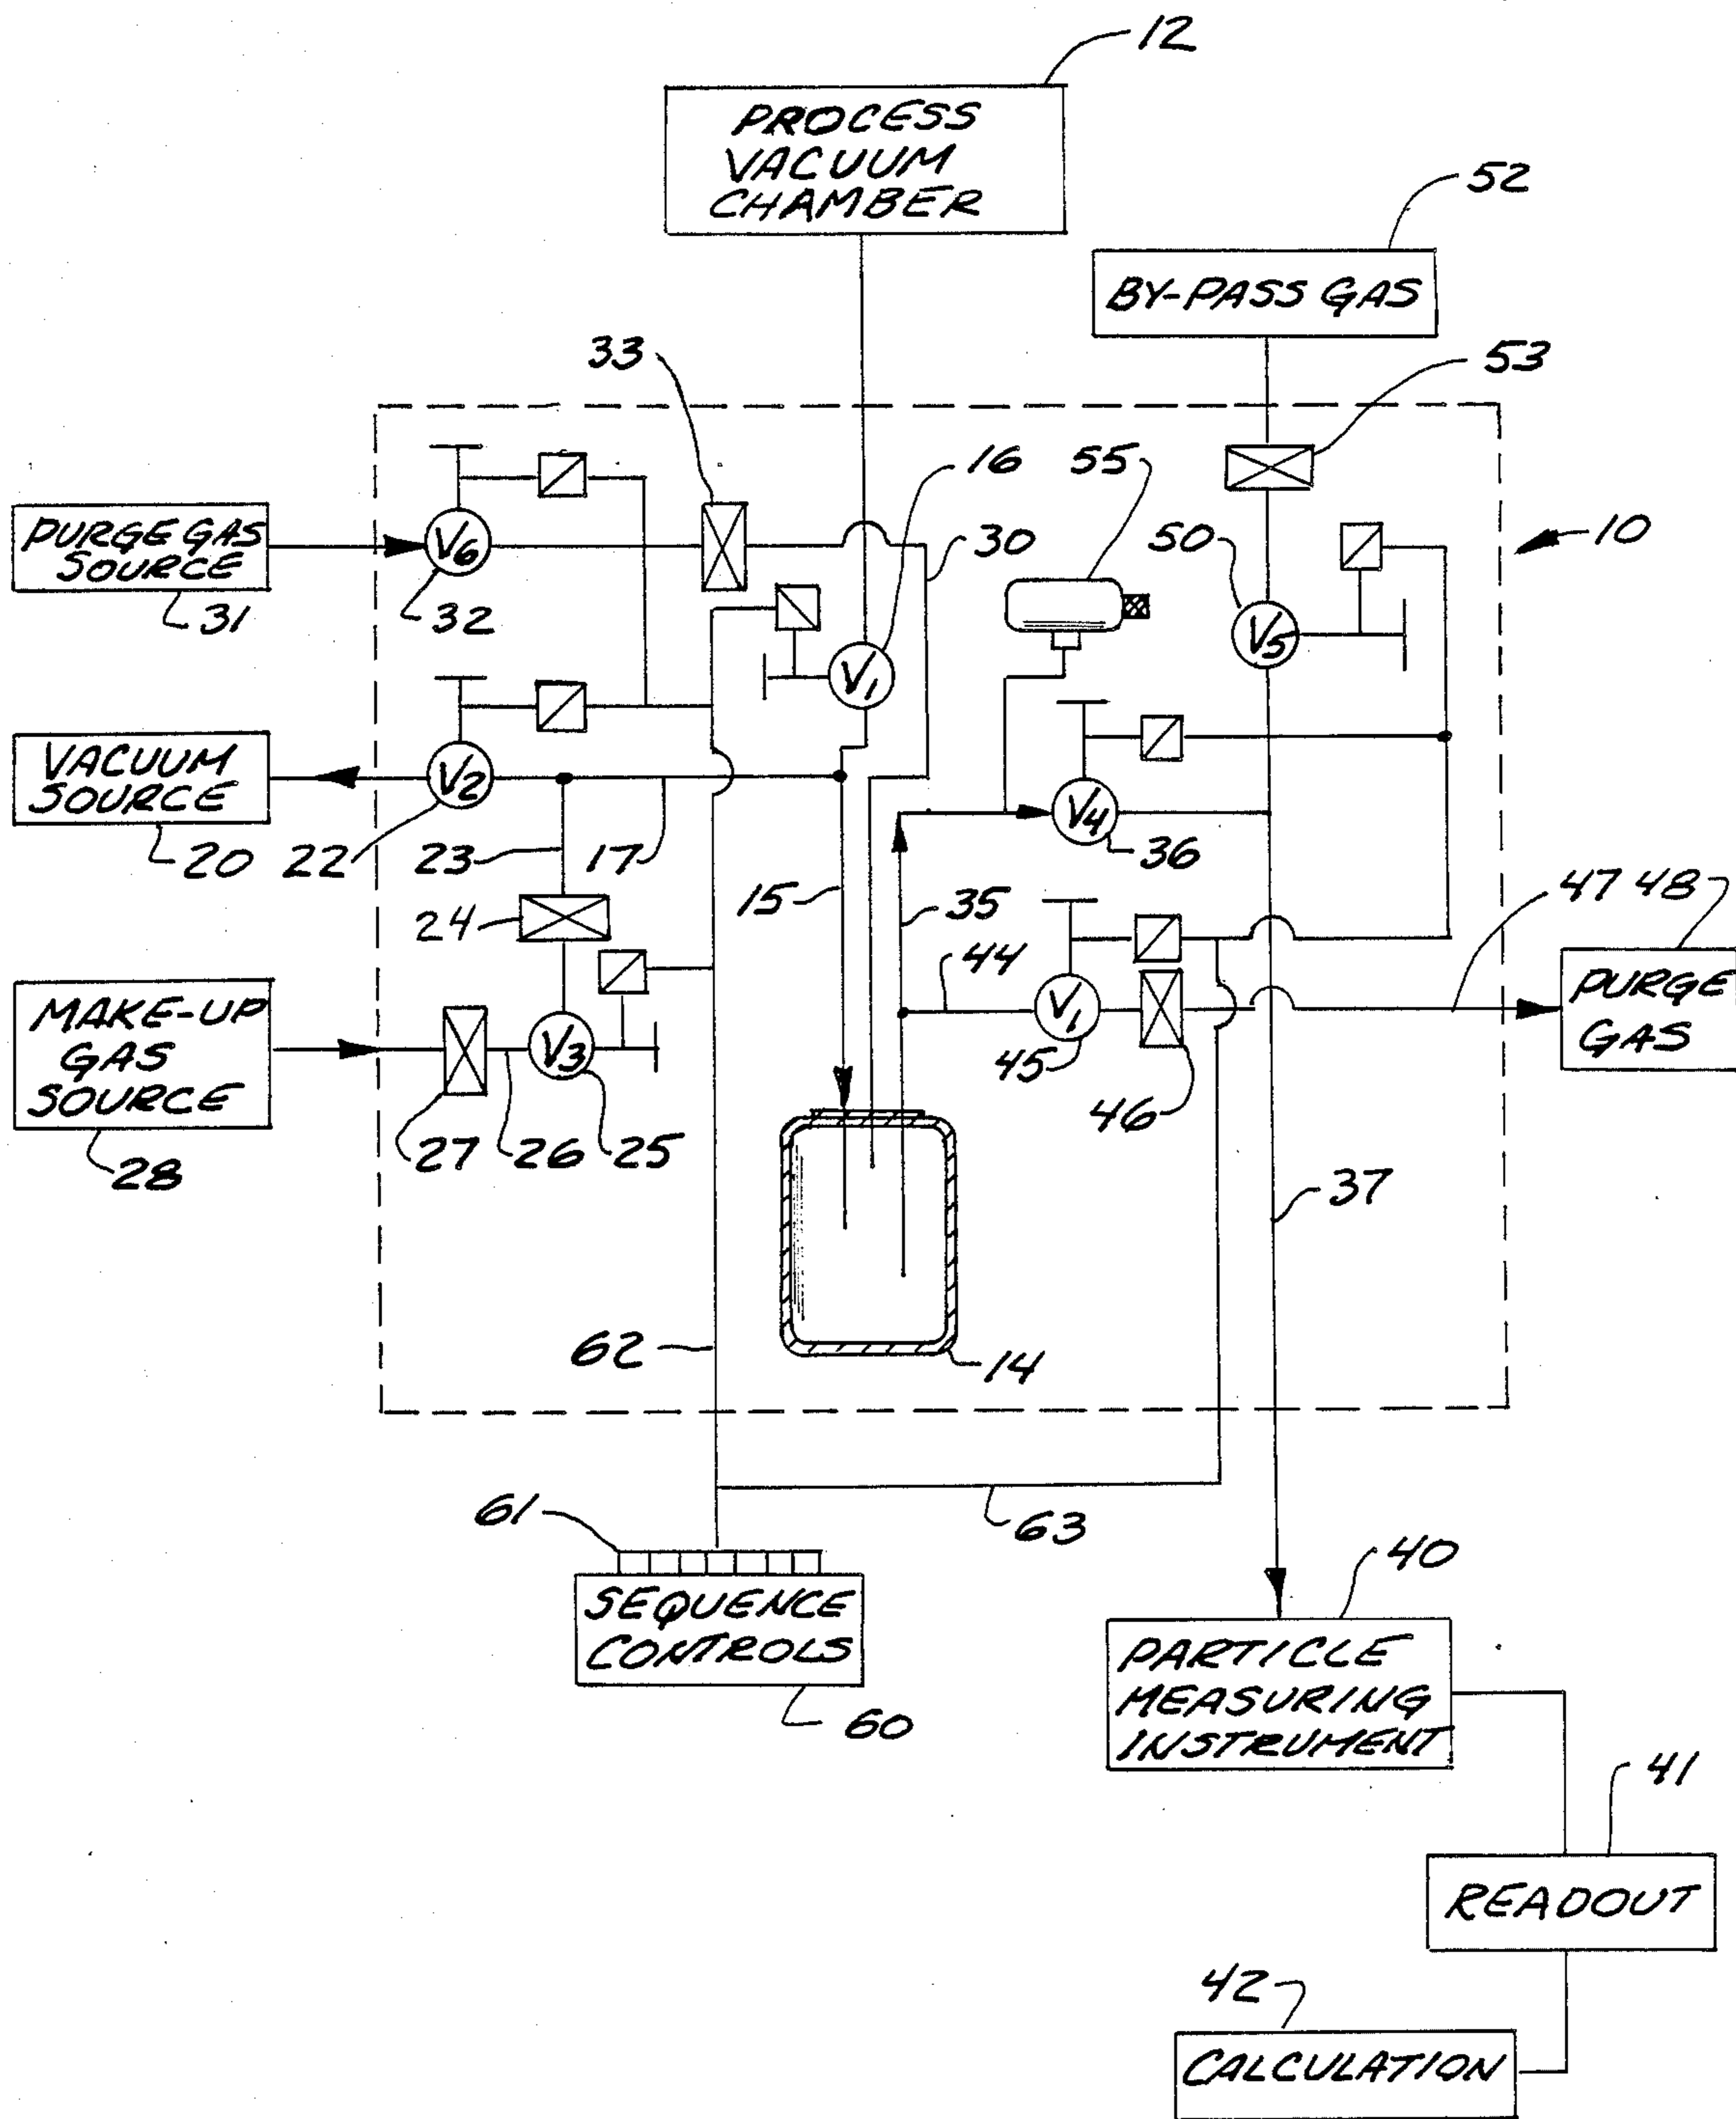 12
PROCESS
VACUUM
CHAMBER
52
BY-PASS GAS
33
53
16
55
PURGE GAS
SOURCE
V6
30
50
10
31
32
V1
V5
VACUUM
SOURCE
V2
V4
20
22
23
17
36
15
35
47
48
24
44
MAKE-UP
GAS
SOURCE
V3
V1
PURGE
GAS
45
46
28
27
26
25
37
62
14
61
63
40
SEQUENCE
CONTROLS
PARTICLE
MEASURING
INSTRUMENT
60
41
READOUT
42
CALCULATION